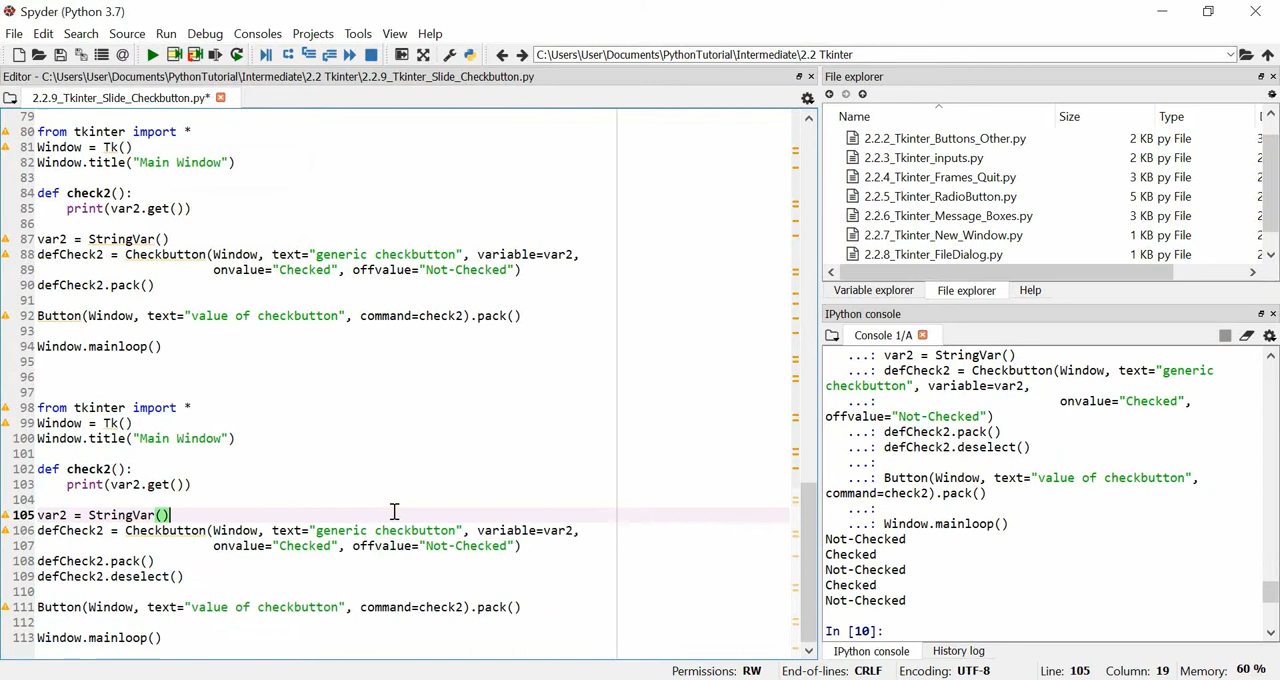 Spyder (Python 3.7)
File Edit Search Source Run Debug Consoles Projects Tools View Help
C:\Users\User\Documents\PythonTutorial\Intermediate\2.2 Tkinter
Editor - C:\Users\User\Documents\PythonTutorial\Intermediate\2.2 Tkinter\2.2.9_Tkinter_Slide_Checkbutton.py
2.2.9_Tkinter_Slide_Checkbutton.py*
79
80 from tkinter import *
81 Window = Tk()
82 Window.title("Main Window")
83
84 def check2():
85 print(var2.get())
86
87 var2 = StringVar()
88 defCheck2 = Checkbutton(Window, text="generic checkbutton", variable=var2,
89 onvalue="Checked", offvalue="Not-Checked")
90 defCheck2.pack()
91
92 Button(Window, text="value of checkbutton", command=check2).pack()
93
94 Window.mainloop()
95
96
97
98 from tkinter import *
99 Window = Tk()
100 Window.title("Main Window")
101
102 def check2():
103 print(var2.get())
104
105 var2 = StringVar()
106 defCheck2 = Checkbutton(Window, text="generic checkbutton", variable=var2,
107 onvalue="Checked", offvalue="Not-Checked")
108 defCheck2.pack()
109 defCheck2.deselect()
110
111 Button(Window, text="value of checkbutton", command=check2).pack()
112
113 Window.mainloop()
File explorer
Name Size Type
2.2.2_Tkinter_Buttons_Other.py 2 KB py File
2.2.3_Tkinter_inputs.py 2 KB py File
2.2.4_Tkinter_Frames_Quit.py 3 KB py File
2.2.5_Tkinter_RadioButton.py 5 KB py File
2.2.6_Tkinter_Message_Boxes.py 3 KB py File
2.2.7_Tkinter_New_Window.py 1 KB py File
2.2.8_Tkinter_FileDialog.py 1 KB py File
Variable explorer File explorer Help
IPython console
Console 1/A
...: var2 = StringVar()
...: defCheck2 = Checkbutton(Window, text="generic
checkbutton", variable=var2,
...: onvalue="Checked",
offvalue="Not-Checked")
...: defCheck2.pack()
...: defCheck2.deselect()
...:
...: Button(Window, text="value of checkbutton",
command=check2).pack()
...:
...: Window.mainloop()
Not-Checked
Checked
Not-Checked
Checked
Not-Checked
In [10]:
IPython console History log
Permissions: RW End-of-lines: CRLF Encoding: UTF-8 Line: 105 Column: 19 Memory: 60 %